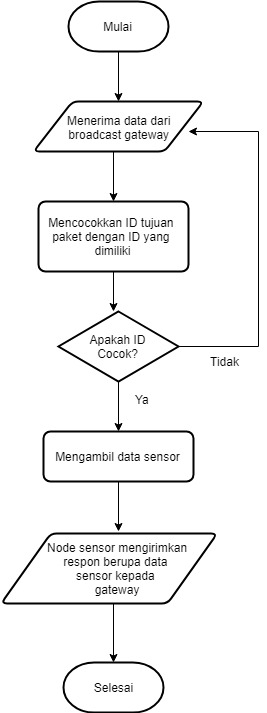 Mulai
Menerima data dari
broadcast gateway
Mencocokkan ID tujuan
paket dengan ID yang
dimiliki
Apakah ID
Cocok?
Tidak
Ya
Mengambil data sensor
Node sensor mengirimkan
respon berupa data
sensor kepada
gateway
Selesai